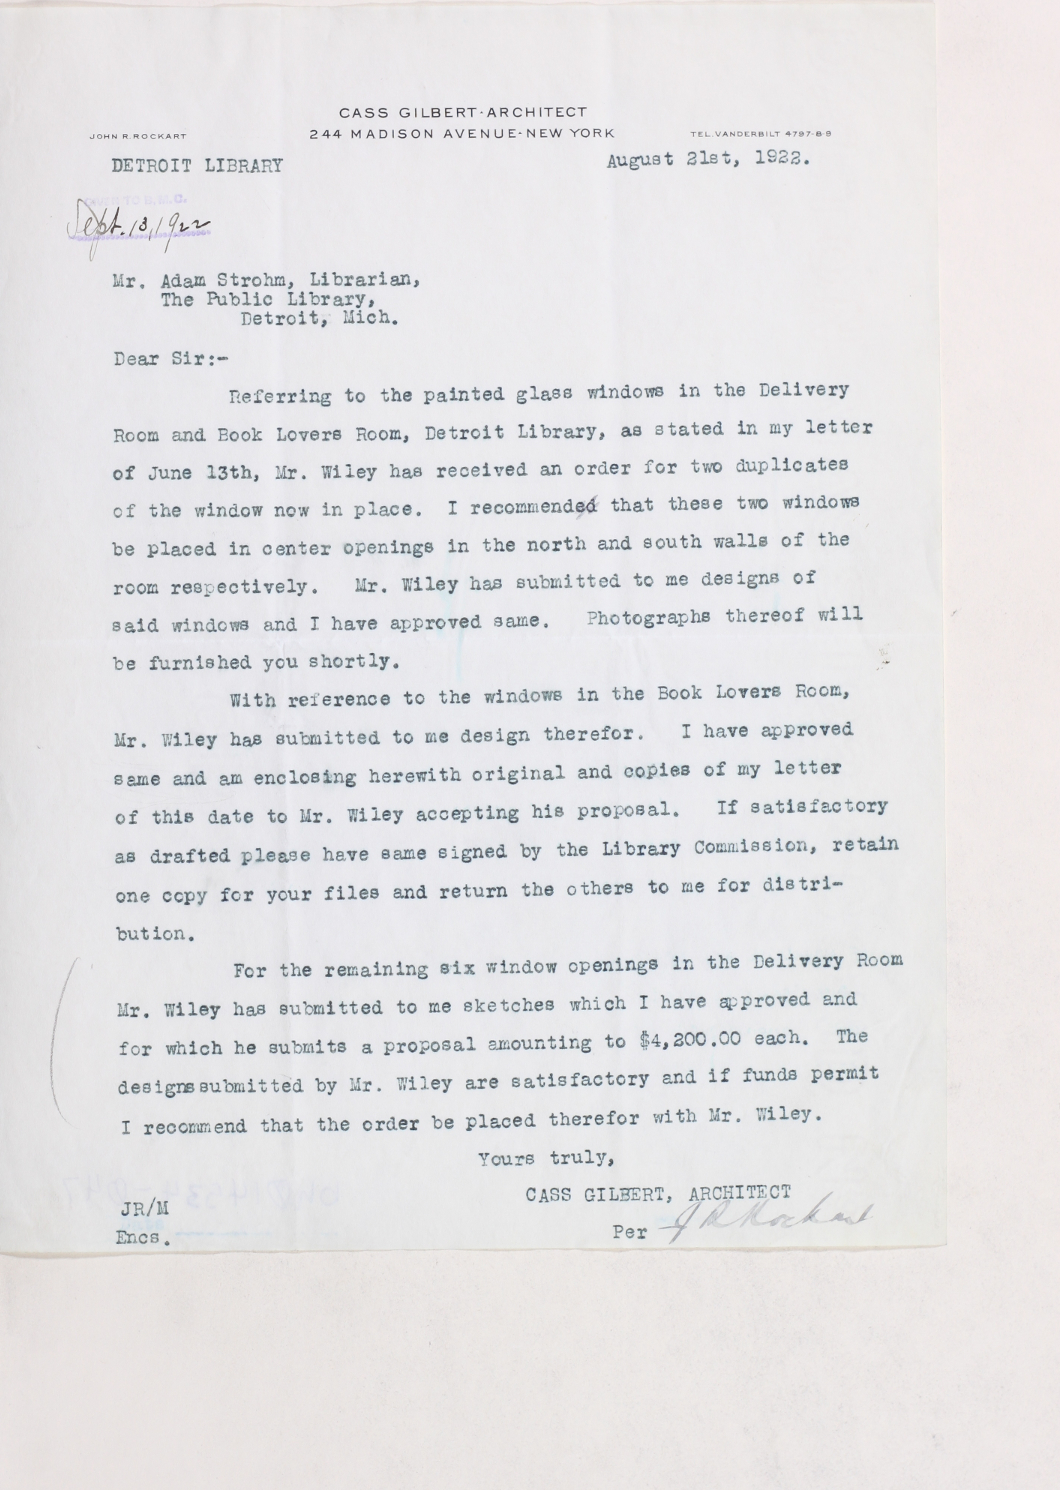 CASS GILBERT·ARCHITECT
JOHN R. ROCKART 244 MADISON AVENUE-NEW YORK TEL. VANDERBILT 4797-8-9
DETROIT LIBRARY August 21st, 1922.
Sept. 13, 1922
Mr. Adam Strohm, Librarian,
The Public Library,
Detroit, Mich.
Dear Sir:-
Referring to the painted glass windows in the Delivery
Room and Book Lovers Room, Detroit Library, as stated in my letter
of June 13th, Mr. Wiley has received an order for two duplicates
of the window now in place. I recommended that these two windows
be placed in center openings in the north and south walls of the
room respectively. Mr. Wiley has submitted to me designs of
said windows and I have approved same. Photographs thereof will
be furnished you shortly.
With reference to the windows in the Book Lovers Room,
Mr. Wiley has submitted to me design therefor. I have approved
same and am enclosing herewith original and copies of my letter
of this date to Mr. Wiley accepting his proposal. If satisfactory
as drafted please have same signed by the Library Commission, retain
one copy for your files and return the others to me for distri-
bution.
For the remaining six window openings in the Delivery Room
Mr. Wiley has submitted to me sketches which I have approved and
for which he submits a proposal amounting to $4,200.00 each. The
designs submitted by Mr. Wiley are satisfactory and if funds permit
I recommend that the order be placed therefor with Mr. Wiley.
Yours truly,
CASS GILBERT, ARCHITECT
JR/M
Per J R Rockart
Encs.